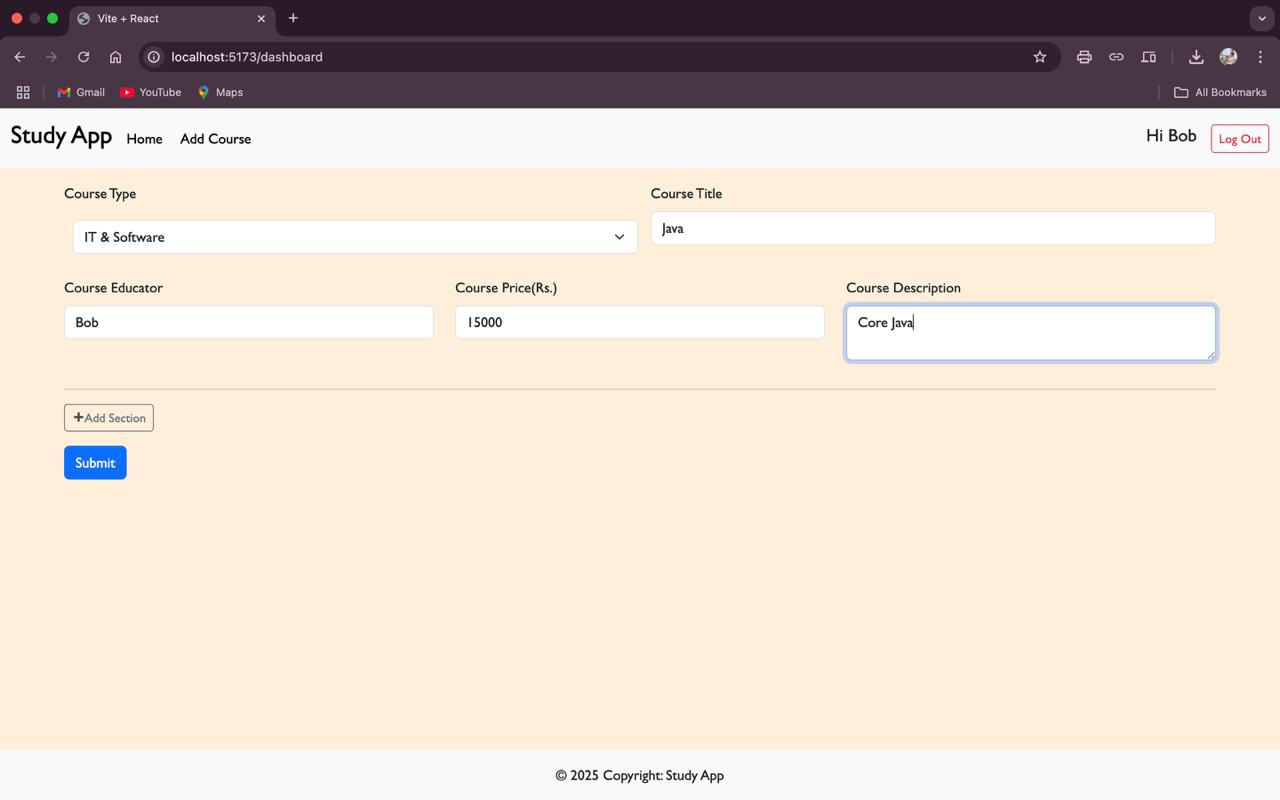 Vite + React
localhost:5173/dashboard
Gmail YouTube Maps All Bookmarks
Study App Home Add Course Hi Bob Log Out
Course Type Course Title
IT & Software Java
Course Educator Course Price(Rs.) Course Description
Bob 15000 Core Java
+Add Section
Submit
© 2025 Copyright: Study App